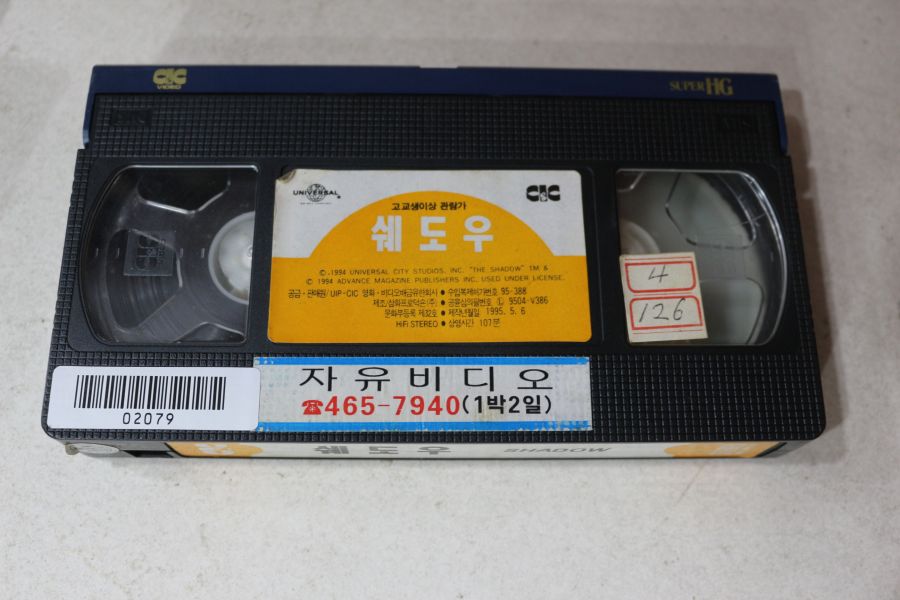 CIC
VIDEO
SUPER HG
VHS
UNIVERSAL
CIC
고교생이상 관람가
쉐도우
© 1994 UNIVERSAL CITY STUDIOS, INC. "THE SHADOW" TM &
© 1994 ADVANCE MAGAZINE PUBLISHERS INC. USED UNDER LICENSE.
공급·판매원/UIP-CIC 영화·비디오배급유한회사 • 수입복제허가번호 95-388
제조/삼화프로덕숀(주) • 공륜심의필번호 Ⓛ 9504-V386
문화부등록 제32호 • 제작년월일 1995. 5. 6
HiFi STEREO • 상영시간 107분
4
126
자유비디오
☎465-7940(1박2일)
02079
쉐도우 SHADOW